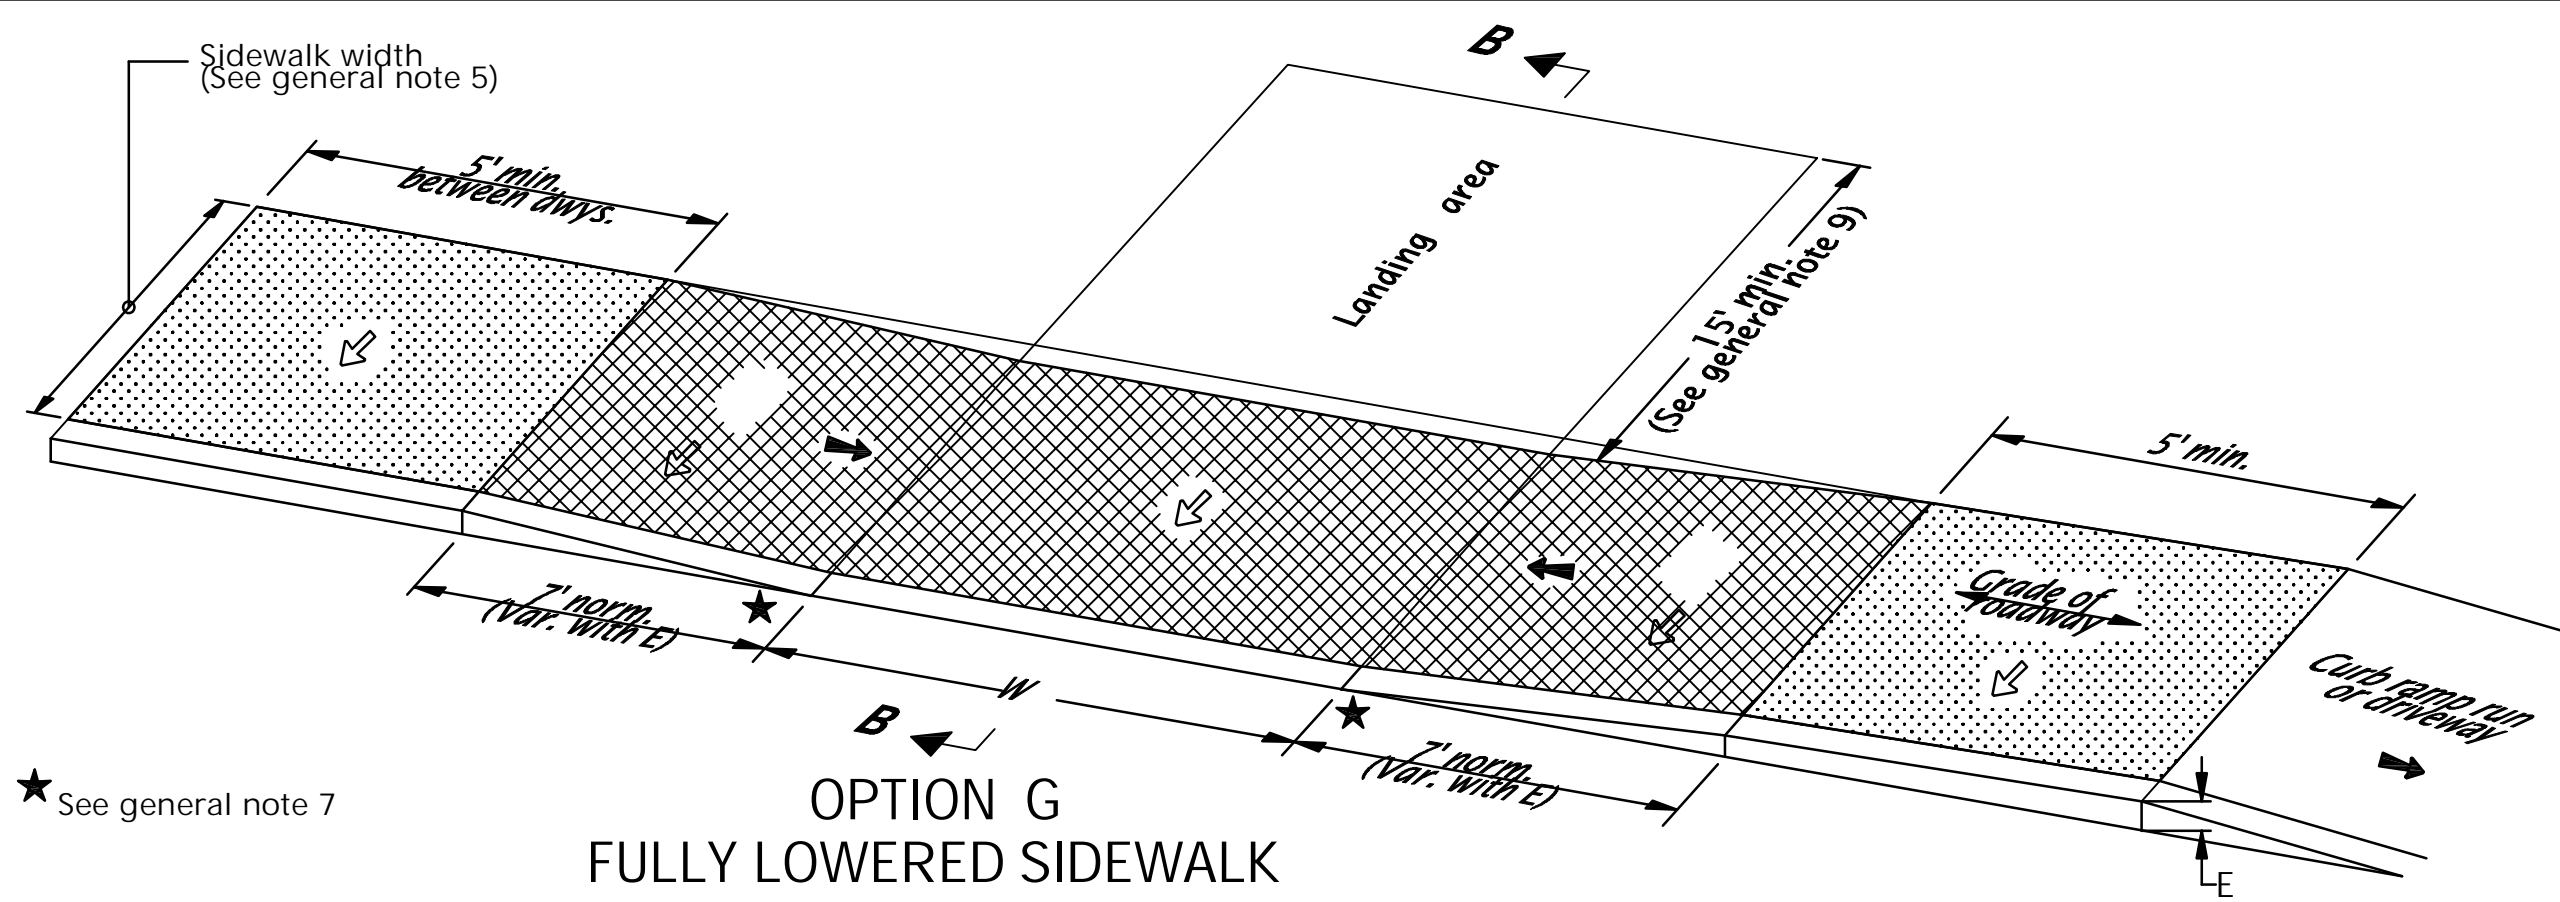 Sidewalk width
(See general note 5)
B
5' min.
between dwys.
Landing area
15' min.
(See general note 9)
5' min.
Grade of
roadway
Curb ramp run
or driveway
7' norm.
(Var. with E)
W
B
7' norm.
(Var. with E)
★ See general note 7
OPTION G
FULLY LOWERED SIDEWALK
E